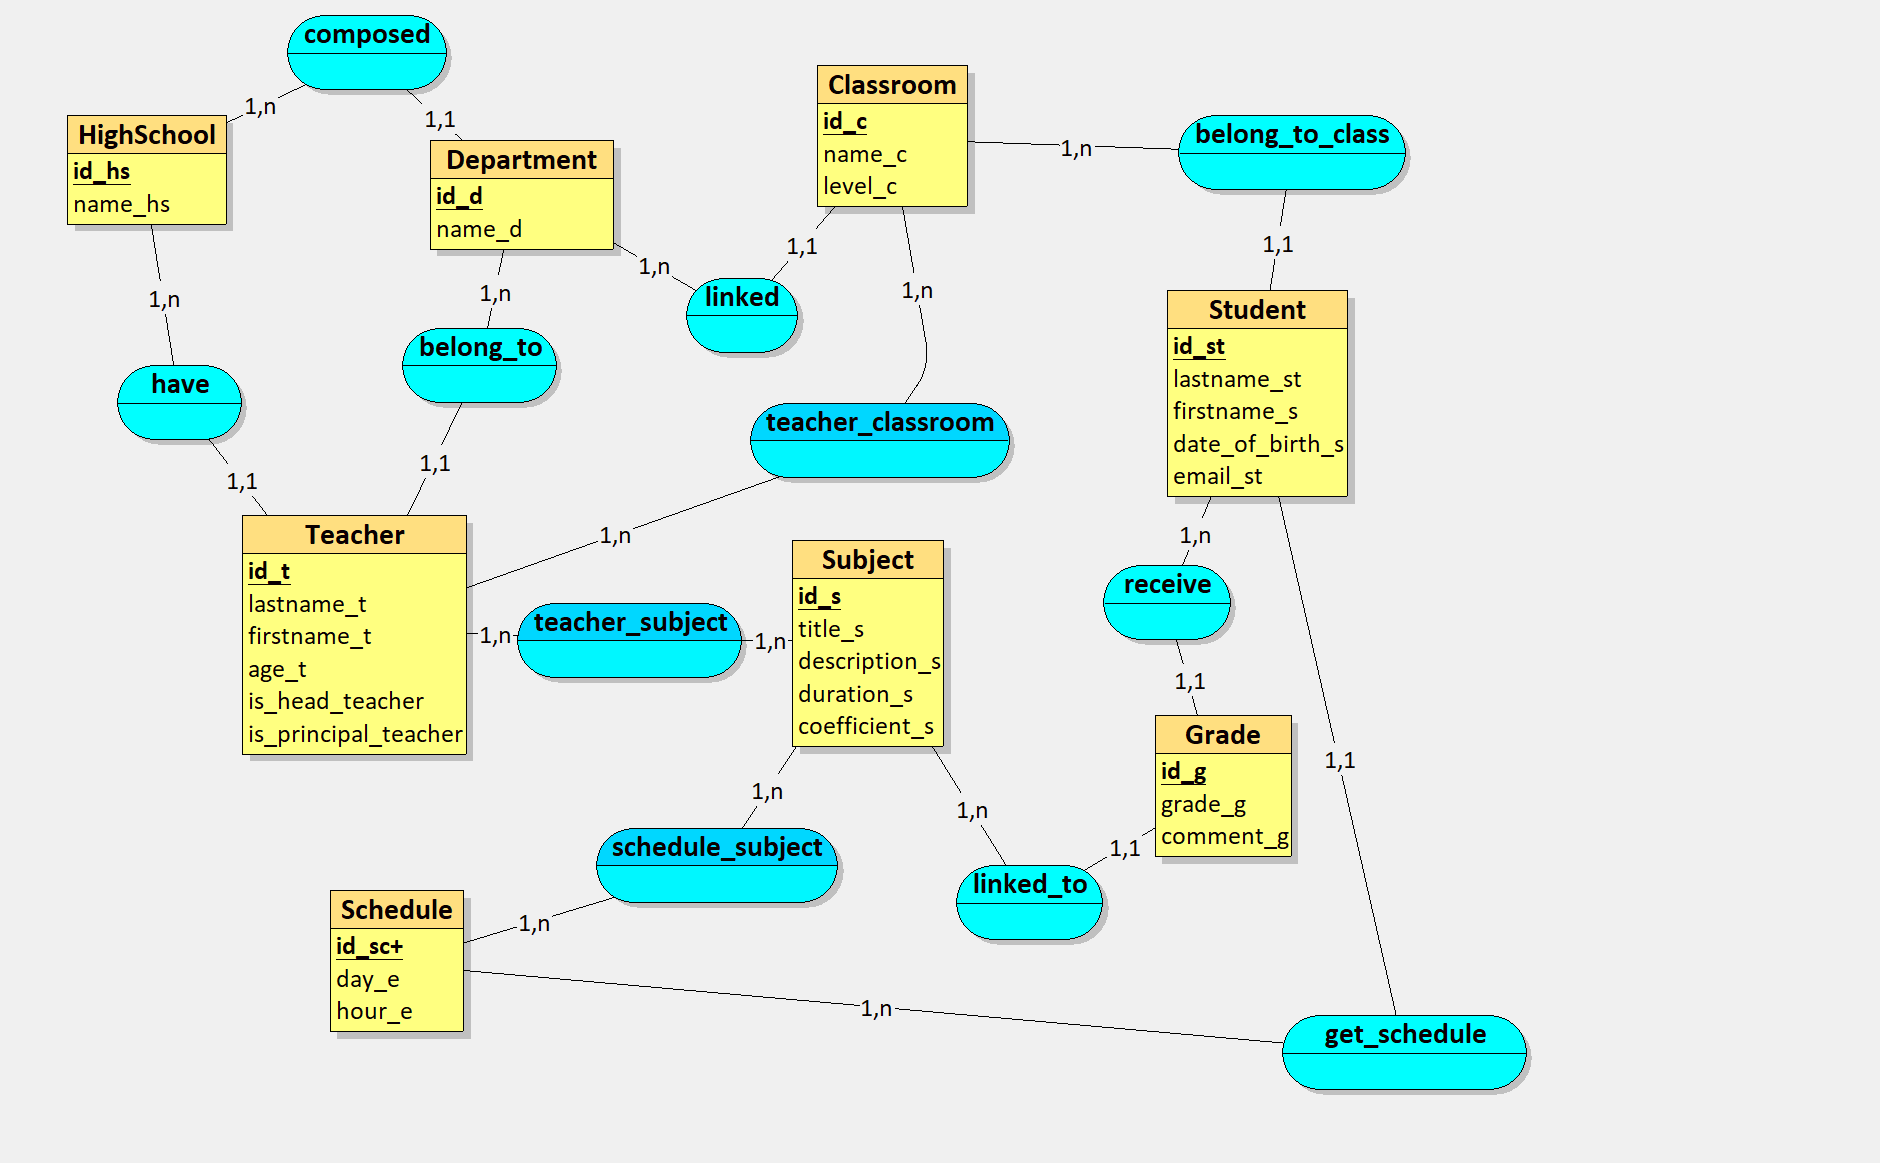 composed
1,n
1,1
HighSchool
id_hs
name_hs
Department
id_d
name_d
Classroom
id_c
name_c
level_c
1,n
belong_to_class
1,n
1,1
linked
1,n
1,1
1,n
1,n
belong_to
have
1,1
1,1
teacher_classroom
1,n
Student
id_st
lastname_st
firstname_s
date_of_birth_s
email_st
Teacher
id_t
lastname_t
firstname_t
age_t
is_head_teacher
is_principal_teacher
1,n
teacher_subject
1,n
Subject
id_s
title_s
description_s
duration_s
coefficient_s
1,n
receive
1,1
Grade
id_g
grade_g
comment_g
1,1
1,n
1,n
1,1
schedule_subject
linked_to
1,n
Schedule
id_sc+
day_e
hour_e
1,n
get_schedule